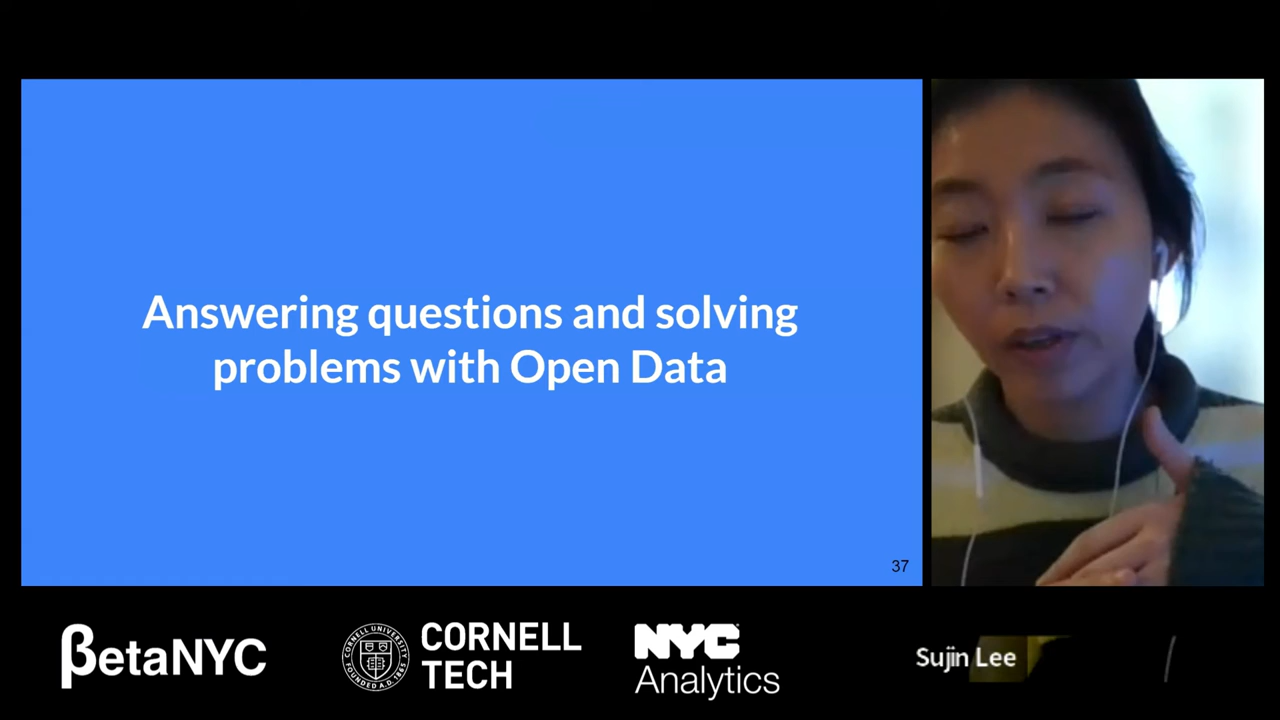 Answering questions and solving
problems with Open Data
37
βetaNYC
CORNELL
TECH
NYC
Analytics
Sujin Lee